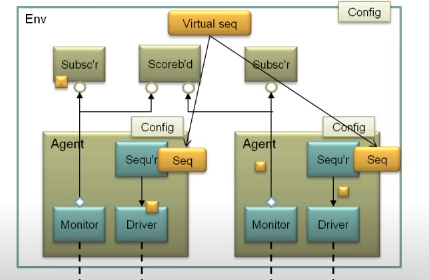 Env
Config
Virtual seq
Subsc'r
Scoreb'd
Subsc'r
Config
Config
Agent
Agent
Sequ'r
Seq
Sequ'r
Seq
Monitor
Driver
Monitor
Driver